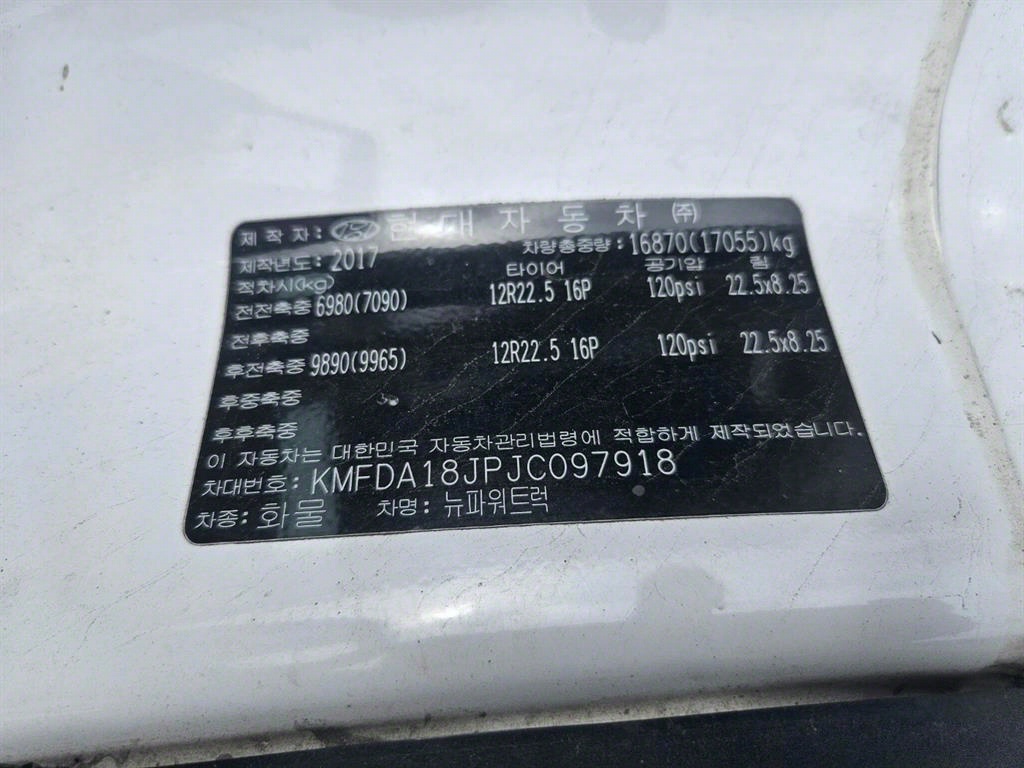 제작자: 현대자동차㈜
제작년도: 2017 차량총중량: 16870(17055)kg
적차시(kg) 타이어 공기압 림
전전축중 6980(7090) 12R22.5 16P 120psi 22.5x8.25
전후축중
후전축중 9890(9965) 12R22.5 16P 120psi 22.5x8.25
후중축중
후후축중
이 자동차는 대한민국 자동차관리법령에 적합하게 제작되었습니다.
차대번호: KMFDA18JPJC097918
차종: 화물 차명: 뉴파워트럭